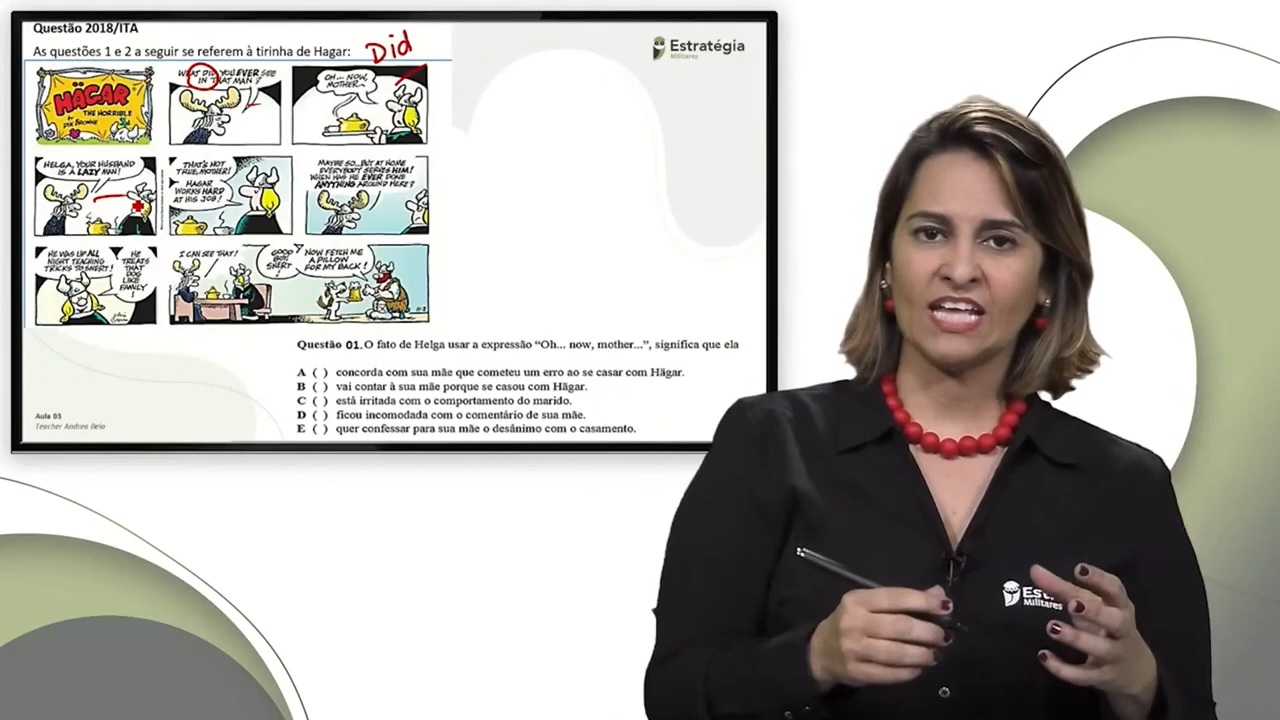 Questão 2018/ITA
As questões 1 e 2 a seguir se referem à tirinha de Hagar:
Did
Estratégia
Militares
HÄGAR
THE HORRIBLE
BY DIK BROWNE
WHAT DID YOU EVER SEE
IN THAT MAN?
OH... NOW,
MOTHER...
HELGA, YOUR HUSBAND
IS A LAZY MAN!
THAT'S NOT
TRUE, MOTHER!
HAGAR
WORKS HARD
AT HIS JOB!
MAYBE SO... BUT AT HOME
EVERYBODY SERVES HIM!
WHEN HAS HE EVER DONE
ANYTHING AROUND HERE?
HE WAS UP ALL
NIGHT TEACHING
TRICKS TO SNERT!
HE
TREATS
THAT
DOG
LIKE
FAMILY!
I CAN SEE THAT!
GOOD
BOY
SNERT!
NOW FETCH ME
A PILLOW
FOR MY BACK!
Questão 01. O fato de Helga usar a expressão “Oh... now, mother...”, significa que ela
A ( ) concorda com sua mãe que cometeu um erro ao se casar com Hägar.
B ( ) vai contar à sua mãe porque se casou com Hägar.
C ( ) está irritada com o comportamento do marido.
D ( ) ficou incomodada com o comentário de sua mãe.
E ( ) quer confessar para sua mãe o desânimo com o casamento.
Aula 03
Teacher Andrea Belo
Militares